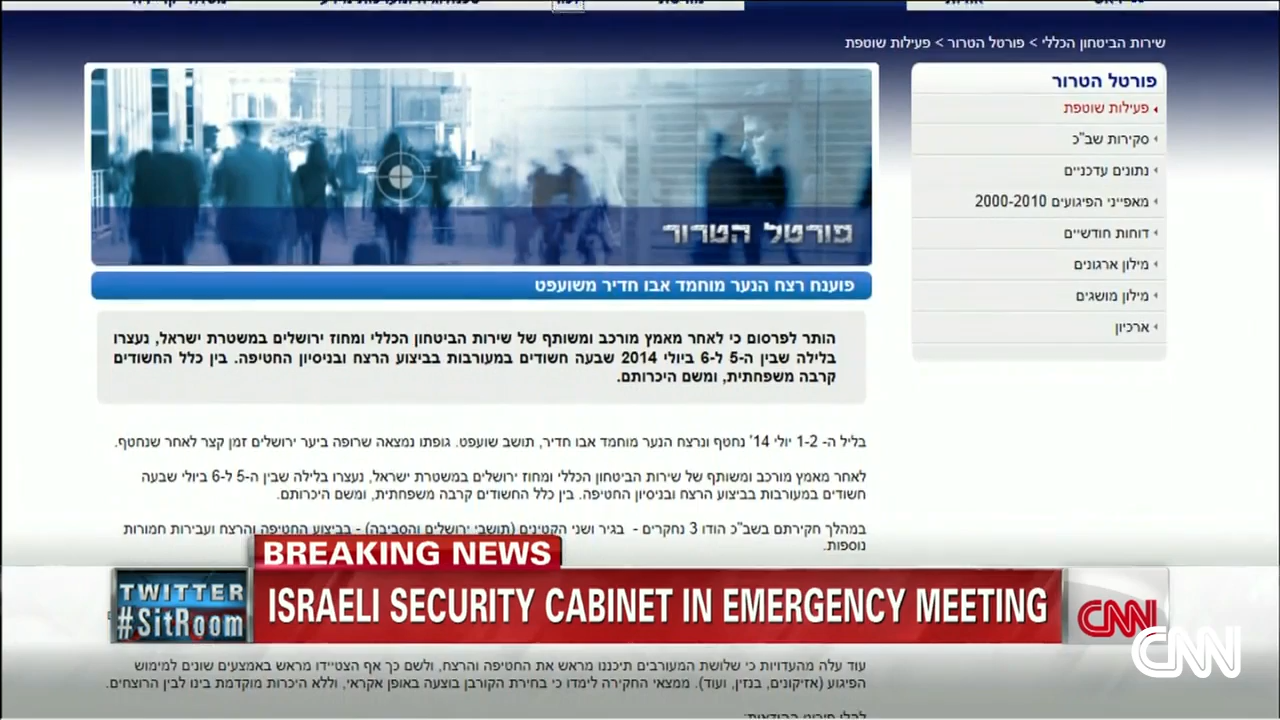 שירות הביטחון הכללי > פורטל הטרור > פעילות שוטפת
פורטל הטרור
פעילות שוטפת
סקירות שב"כ
נתונים עדכניים
מאפייני הפיגועים 2000-2010
דוחות חודשיים
מילון ארגונים
מילון מושגים
ארכיון
פורטל הטרור
פוענח רצח הנער מוחמד אבו חדיר משועפט
הותר לפרסום כי לאחר מאמץ מורכב ומשותף של שירות הביטחון הכללי ומחוז ירושלים במשטרת ישראל, נעצרו
בלילה שבין ה-5 ל-6 ביולי 2014 שבעה חשודים במעורבות בביצוע הרצח ובניסיון החטיפה. בין כלל החשודים
קרבה משפחתית, ומשם היכרותם.
בליל ה- 1-2 יולי 14' נחטף ונרצח הנער מוחמד אבו חדיר, תושב שועפט. גופתו נמצאה שרופה ביער ירושלים זמן קצר לאחר שנחטף.
לאחר מאמץ מורכב ומשותף של שירות הביטחון הכללי ומחוז ירושלים במשטרת ישראל, נעצרו בלילה שבין ה-5 ל-6 ביולי שבעה
חשודים במעורבות בביצוע הרצח ובניסיון החטיפה. בין כלל החשודים קרבה משפחתית, ומשם היכרותם.
במהלך חקירתם בשב"כ הודו 3 נחקרים - בגיר ושני הקטינים (תושבי ירושלים והסביבה) - בביצוע החטיפה והרצח ועבירות חמורות
נוספות.
BREAKING NEWS
TWITTER
#SitRoom
ISRAELI SECURITY CABINET IN EMERGENCY MEETING
CNN
CNN
עוד עלה מהעדויות כי שלושת המעורבים תיכננו מראש את החטיפה והרצח, ולשם כך אף הצטיידו מראש באמצעים שונים למימוש
הפיגוע (אזיקונים, בנזין, ועוד). ממצאי החקירה לימדו כי בחירת הקורבן בוצעה באופן אקראי, וללא היכרות מוקדמת בינו לבין הרוצחים.